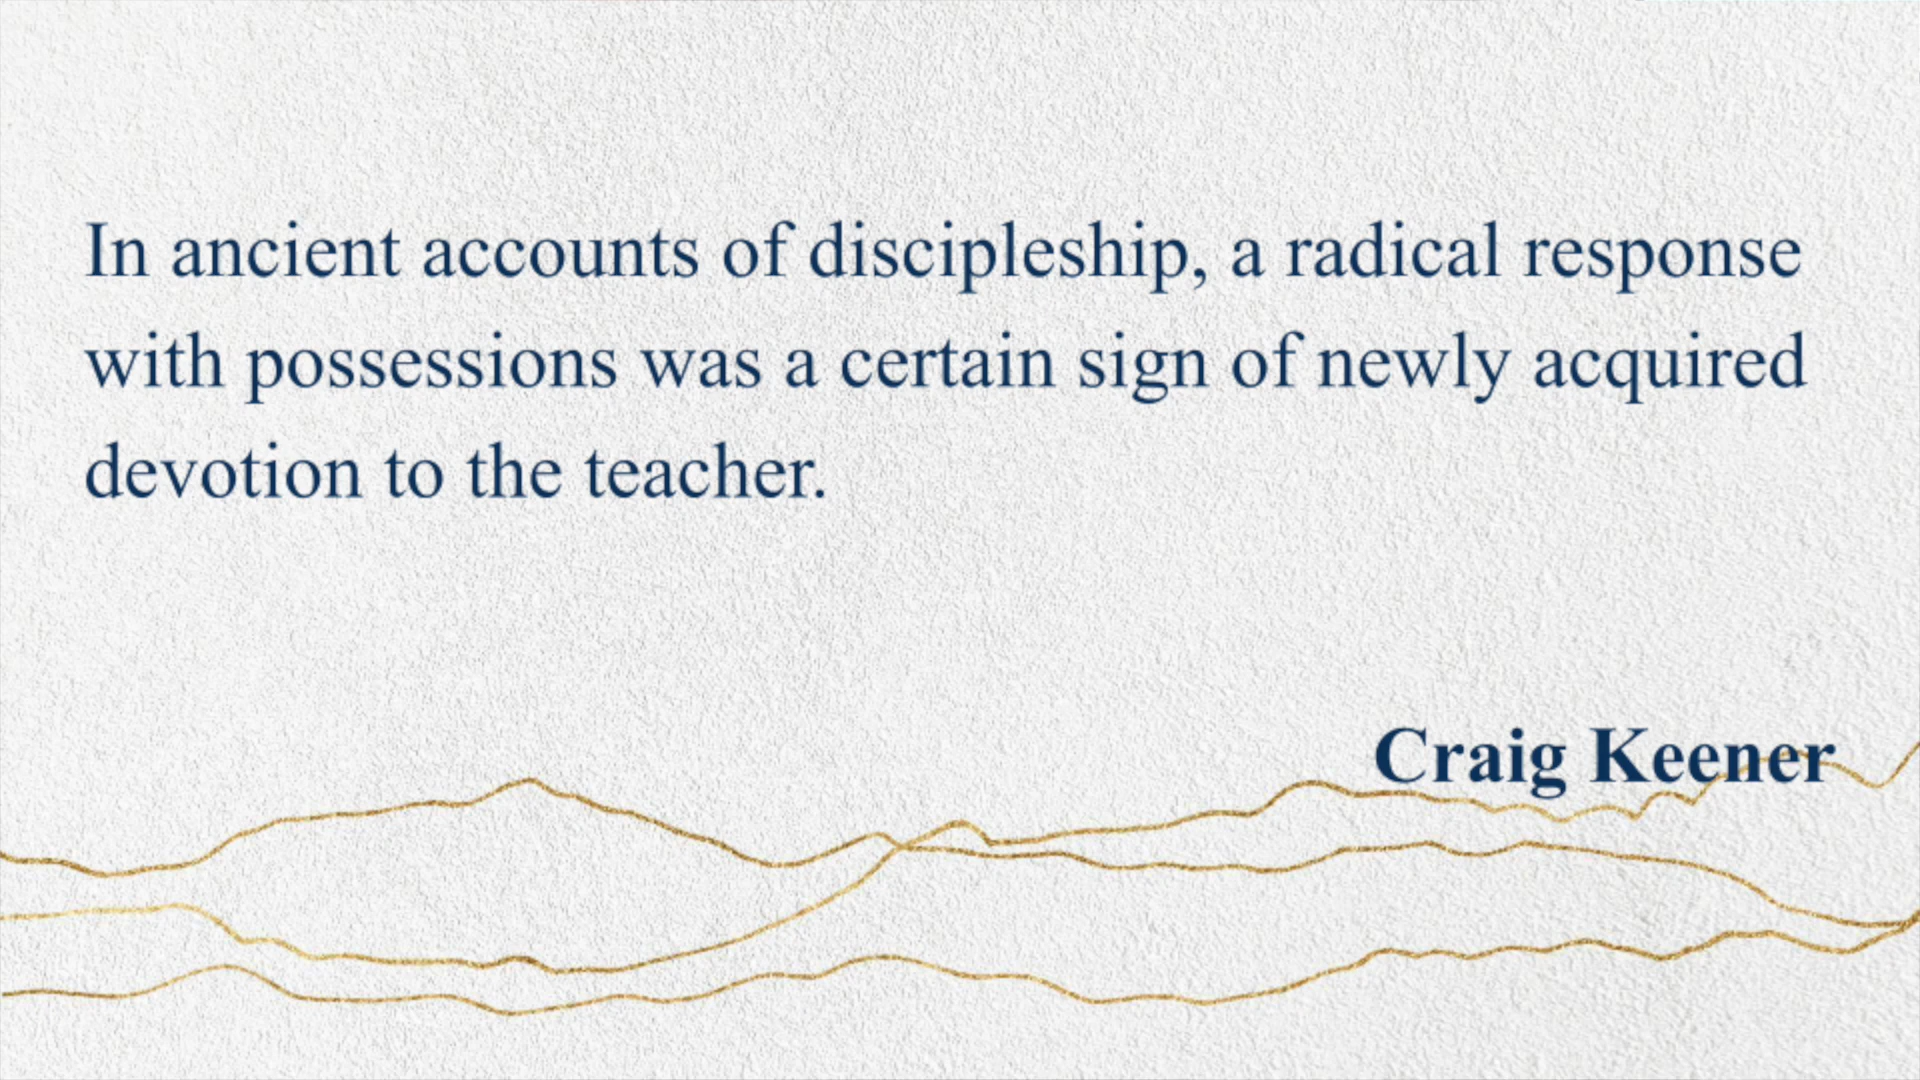 In ancient accounts of discipleship, a radical response
with possessions was a certain sign of newly acquired
devotion to the teacher.
Craig Keener